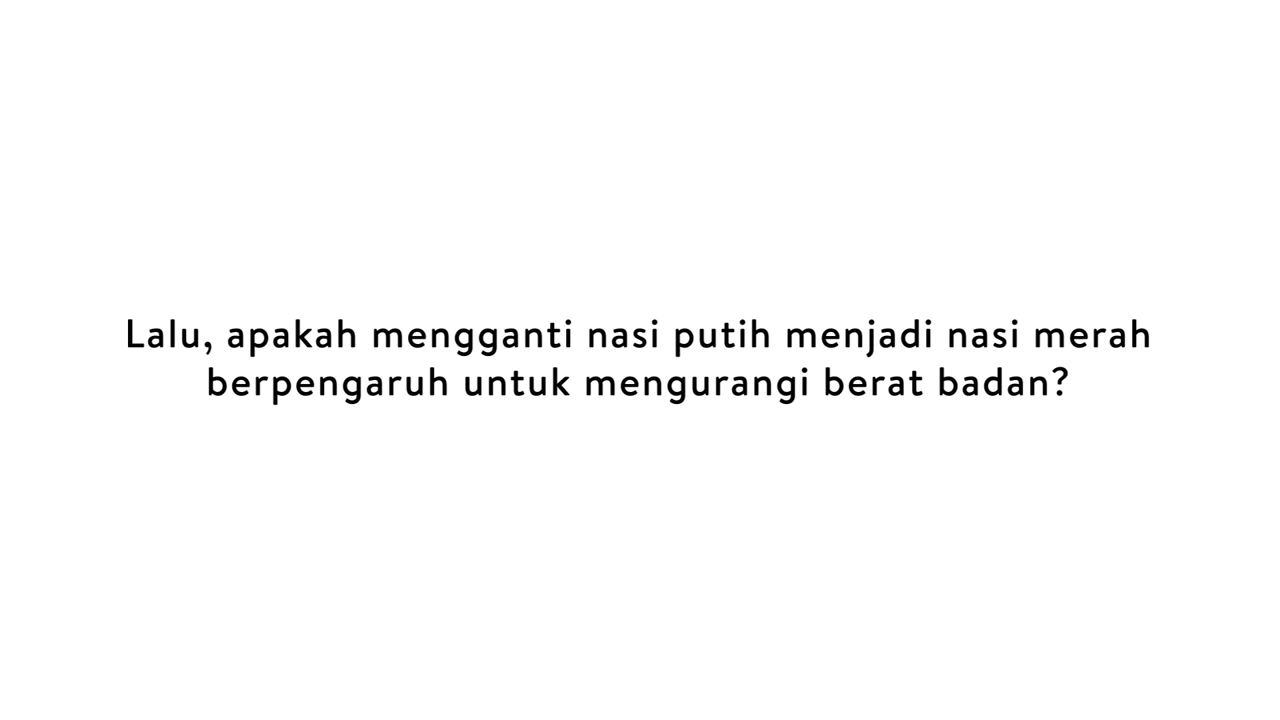 Lalu, apakah mengganti nasi putih menjadi nasi merah
berpengaruh untuk mengurangi berat badan?